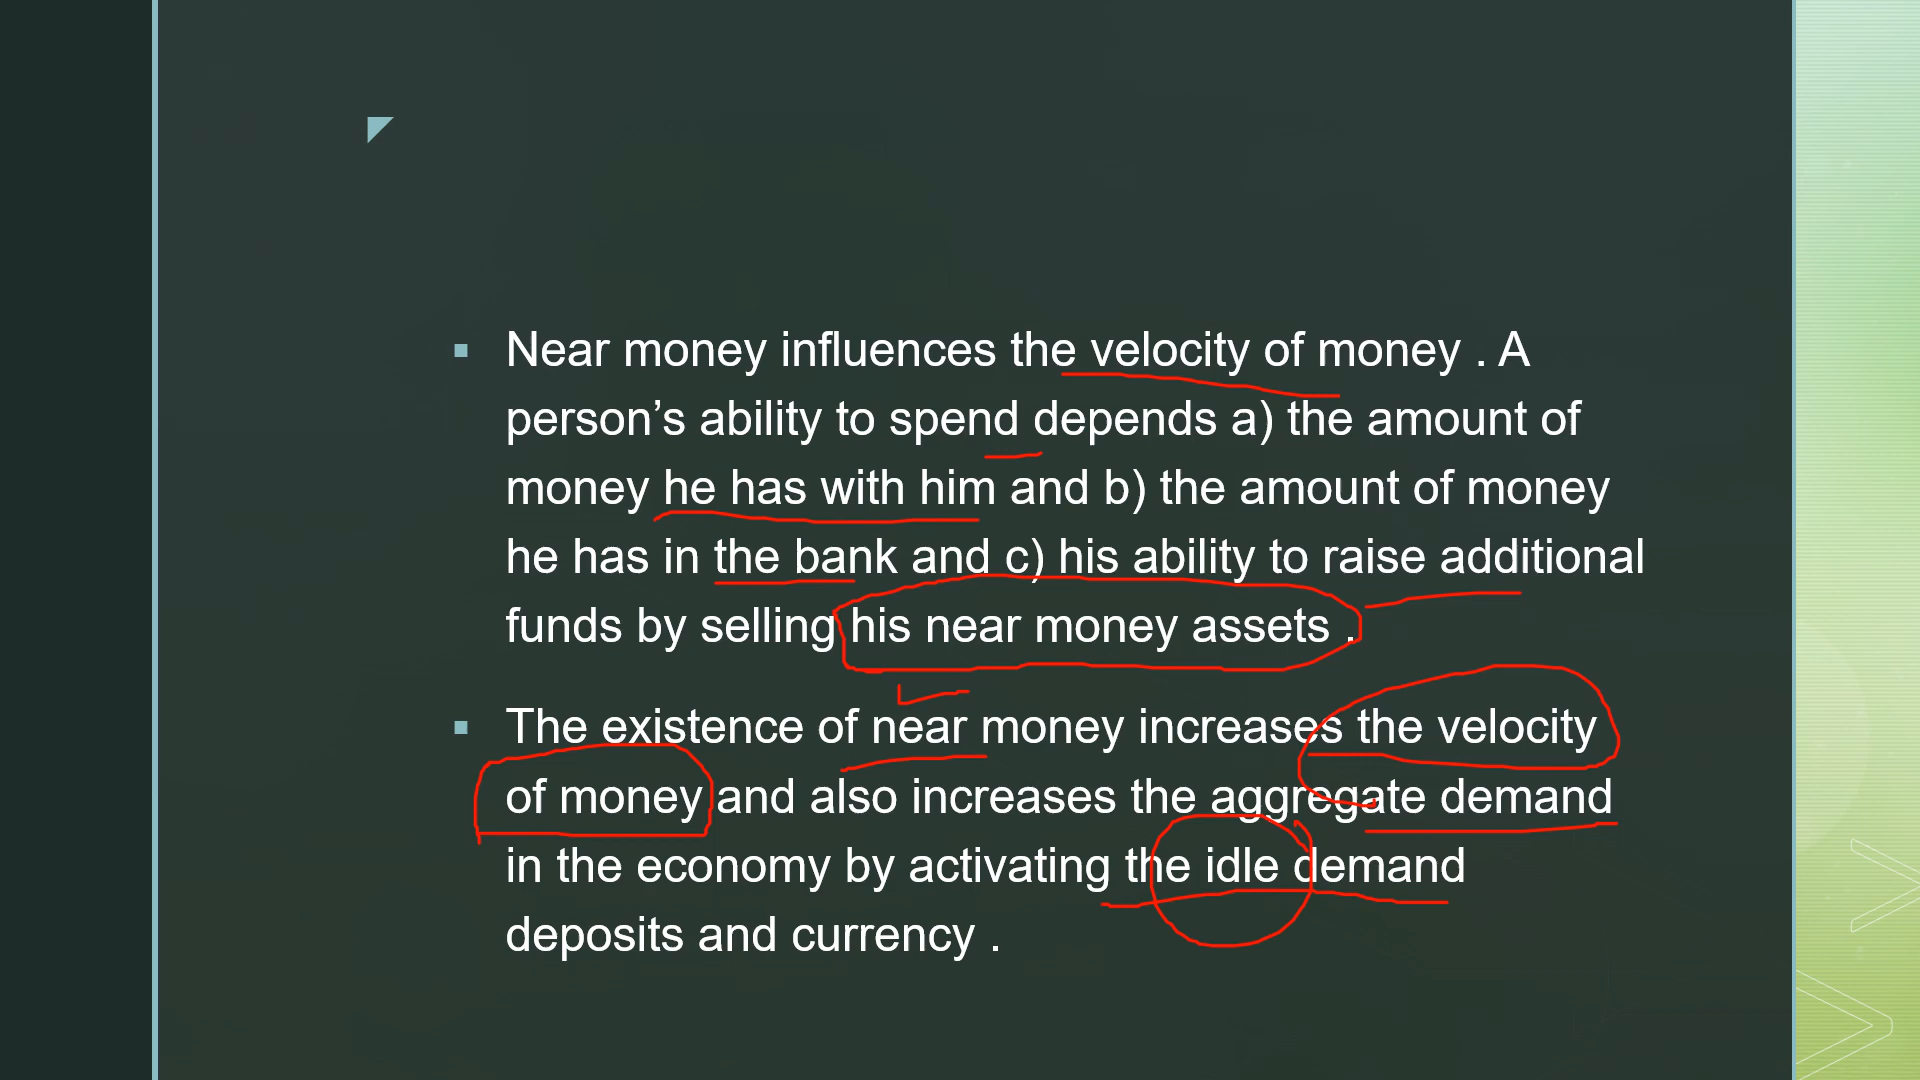 Near money influences the velocity of money . A
person’s ability to spend depends a) the amount of
money he has with him and b) the amount of money
he has in the bank and c) his ability to raise additional
funds by selling his near money assets .
The existence of near money increases the velocity
of money and also increases the aggregate demand
in the economy by activating the idle demand
deposits and currency .